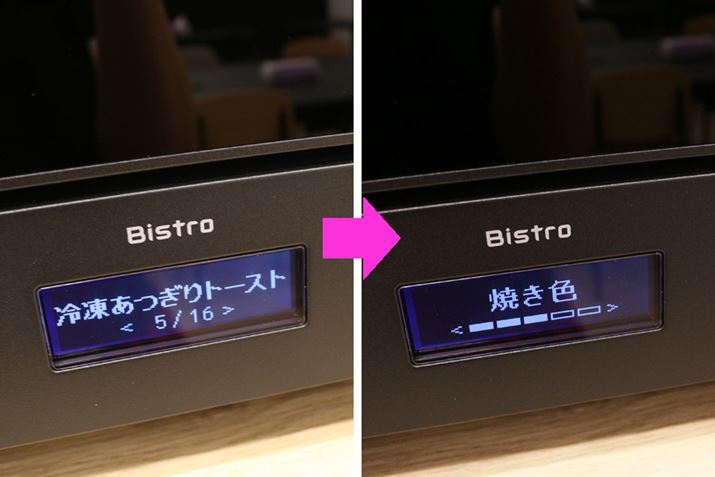 Bistro
冷凍あつぎりトースト
< 5/16 >
Bistro
焼き色
< >